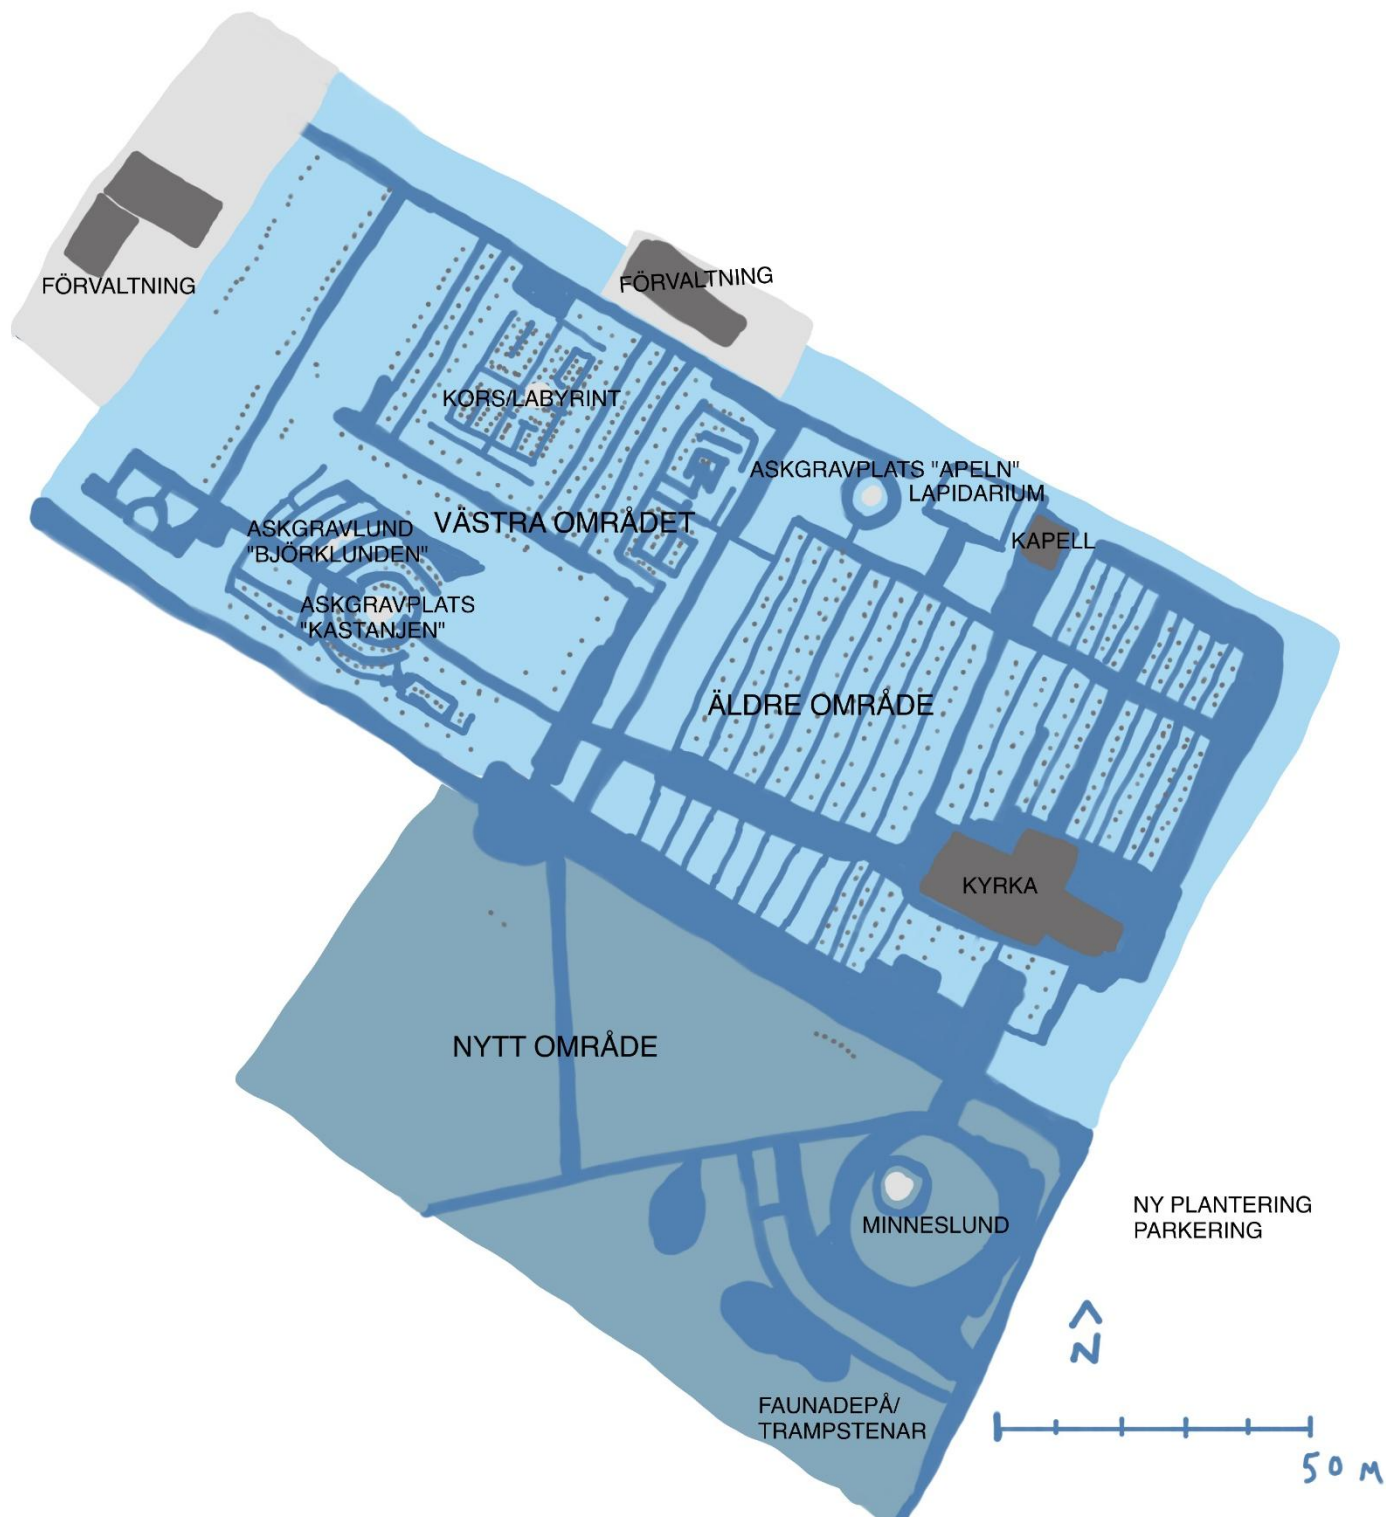 FÖRVALTNING
FÖRVALTNING
KORS/LABYRINT
ASKGRAVPLATS "APELN"
LAPIDARIUM
VÄSTRA OMRÅDET
ASKGRAVLUND
"BJÖRKLUNDEN"
KAPELL
ASKGRAVPLATS
"KASTANJEN"
ÄLDRE OMRÅDE
KYRKA
NYTT OMRÅDE
MINNESLUND
NY PLANTERING
PARKERING
N
FAUNADEPÅ/
TRAMPSTENAR
50 M